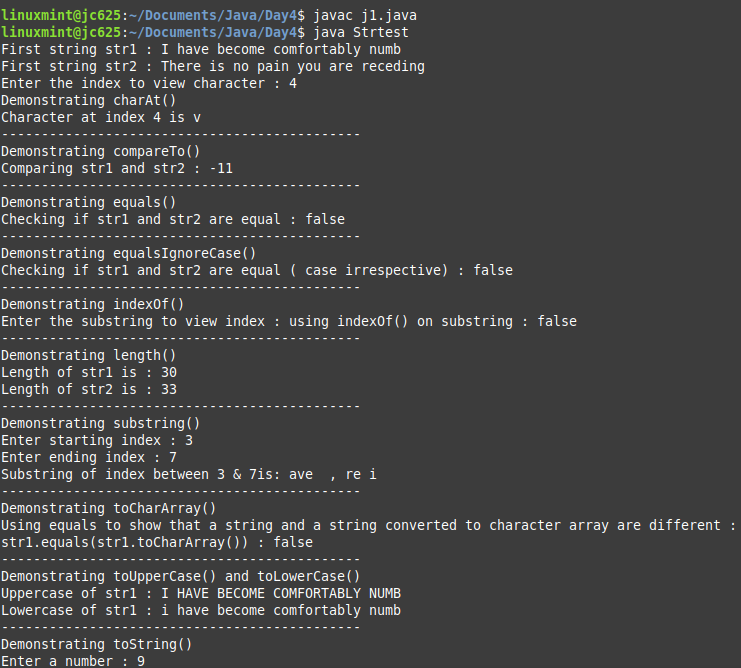 linuxmint@jc625:~/Documents/Java/Day4$ javac j1.java
linuxmint@jc625:~/Documents/Java/Day4$ java Strtest
First string str1 : I have become comfortably numb
First string str2 : There is no pain you are receding
Enter the index to view character : 4
Demonstrating charAt()
Character at index 4 is v
---------------------------------------------
Demonstrating compareTo()
Comparing str1 and str2 : -11
---------------------------------------------
Demonstrating equals()
Checking if str1 and str2 are equal : false
---------------------------------------------
Demonstrating equalsIgnoreCase()
Checking if str1 and str2 are equal ( case irrespective) : false
---------------------------------------------
Demonstrating indexOf()
Enter the substring to view index : using indexOf() on substring : false
---------------------------------------------
Demonstrating length()
Length of str1 is : 30
Length of str2 is : 33
---------------------------------------------
Demonstrating substring()
Enter starting index : 3
Enter ending index : 7
Substring of index between 3 & 7is: ave  , re i
---------------------------------------------
Demonstrating toCharArray()
Using equals to show that a string and a string converted to character array are different :
str1.equals(str1.toCharArray()) : false
---------------------------------------------
Demonstrating toUpperCase() and toLowerCase()
Uppercase of str1 : I HAVE BECOME COMFORTABLY NUMB
Lowercase of str1 : i have become comfortably numb
---------------------------------------------
Demonstrating toString()
Enter a number : 9